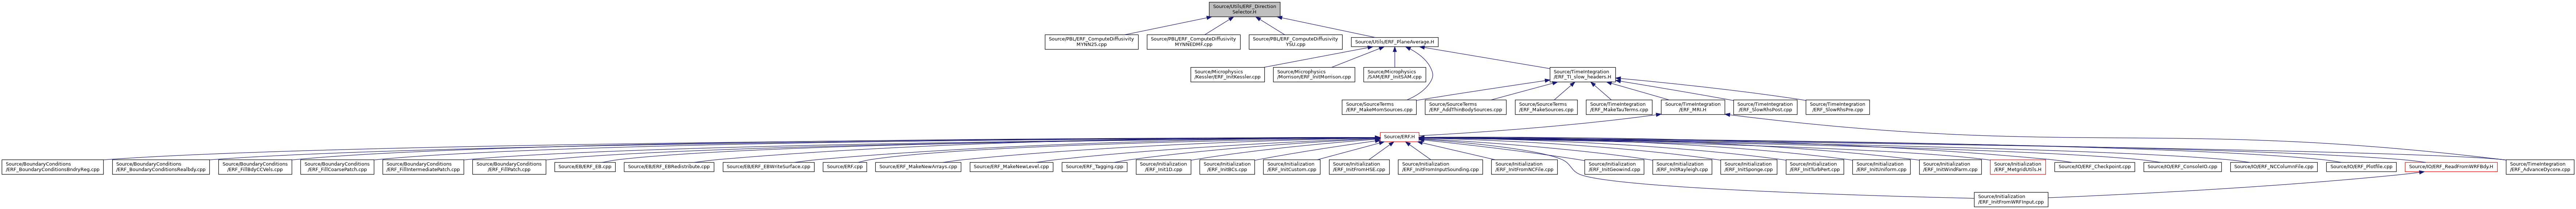 Source/Utils/ERF_Direction
Selector.H
Source/PBL/ERF_ComputeDiffusivity
MYNN25.cpp
Source/PBL/ERF_ComputeDiffusivity
MYNNEDMF.cpp
Source/PBL/ERF_ComputeDiffusivity
YSU.cpp
Source/Utils/ERF_PlaneAverage.H
Source/Microphysics
/Kessler/ERF_InitKessler.cpp
Source/Microphysics
/Morrison/ERF_InitMorrison.cpp
Source/Microphysics
/SAM/ERF_InitSAM.cpp
Source/TimeIntegration
/ERF_TI_slow_headers.H
Source/SourceTerms
/ERF_MakeMomSources.cpp
Source/SourceTerms
/ERF_AddThinBodySources.cpp
Source/SourceTerms
/ERF_MakeSources.cpp
Source/TimeIntegration
/ERF_MakeTauTerms.cpp
Source/TimeIntegration
/ERF_MRI.H
Source/TimeIntegration
/ERF_SlowRhsPost.cpp
Source/TimeIntegration
/ERF_SlowRhsPre.cpp
Source/ERF.H
Source/BoundaryConditions
/ERF_BoundaryConditionsBndryReg.cpp
Source/BoundaryConditions
/ERF_BoundaryConditionsRealbdy.cpp
Source/BoundaryConditions
/ERF_FillBdyCCVels.cpp
Source/BoundaryConditions
/ERF_FillCoarsePatch.cpp
Source/BoundaryConditions
/ERF_FillIntermediatePatch.cpp
Source/BoundaryConditions
/ERF_FillPatch.cpp
Source/EB/ERF_EB.cpp
Source/EB/ERF_EBRedistribute.cpp
Source/EB/ERF_EBWriteSurface.cpp
Source/ERF.cpp
Source/ERF_MakeNewArrays.cpp
Source/ERF_MakeNewLevel.cpp
Source/ERF_Tagging.cpp
Source/Initialization
/ERF_Init1D.cpp
Source/Initialization
/ERF_InitBCs.cpp
Source/Initialization
/ERF_InitCustom.cpp
Source/Initialization
/ERF_InitFromHSE.cpp
Source/Initialization
/ERF_InitFromInputSounding.cpp
Source/Initialization
/ERF_InitFromNCFile.cpp
Source/Initialization
/ERF_InitGeowind.cpp
Source/Initialization
/ERF_InitRayleigh.cpp
Source/Initialization
/ERF_InitSponge.cpp
Source/Initialization
/ERF_InitTurbPert.cpp
Source/Initialization
/ERF_InitUniform.cpp
Source/Initialization
/ERF_InitWindFarm.cpp
Source/Initialization
/ERF_MetgridUtils.H
Source/IO/ERF_Checkpoint.cpp
Source/IO/ERF_ConsoleIO.cpp
Source/IO/ERF_NCColumnFile.cpp
Source/IO/ERF_Plotfile.cpp
Source/IO/ERF_ReadFromWRFBdy.H
Source/TimeIntegration
/ERF_AdvanceDycore.cpp
Source/Initialization
/ERF_InitFromWRFInput.cpp